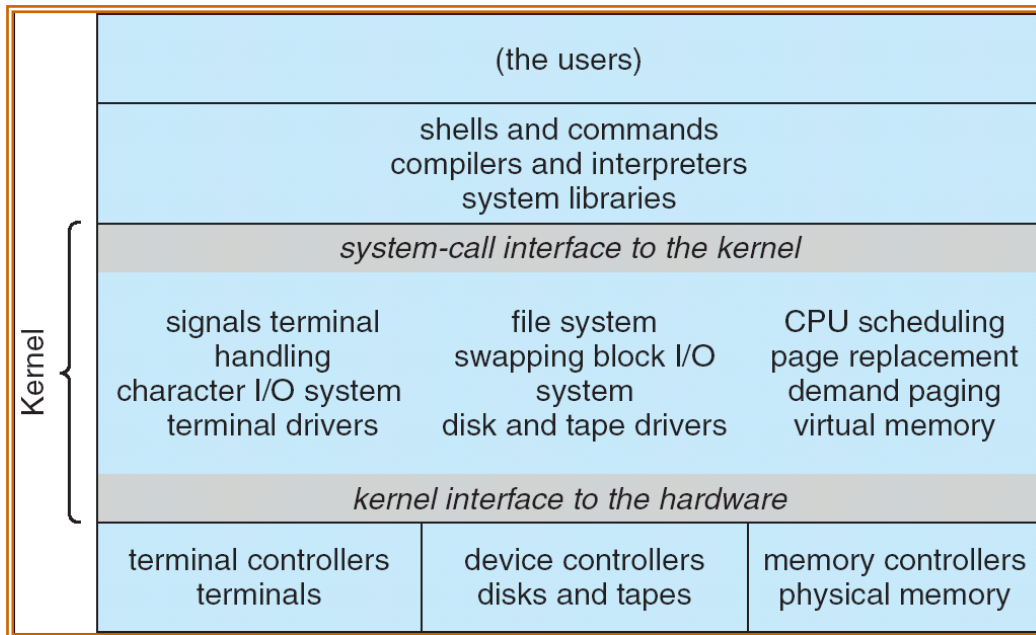 (the users)
shells and commands
compilers and interpreters
system libraries
Kernel
system-call interface to the kernel
signals terminal
handling
character I/O system
terminal drivers
file system
swapping block I/O
system
disk and tape drivers
CPU scheduling
page replacement
demand paging
virtual memory
kernel interface to the hardware
terminal controllers
terminals
device controllers
disks and tapes
memory controllers
physical memory